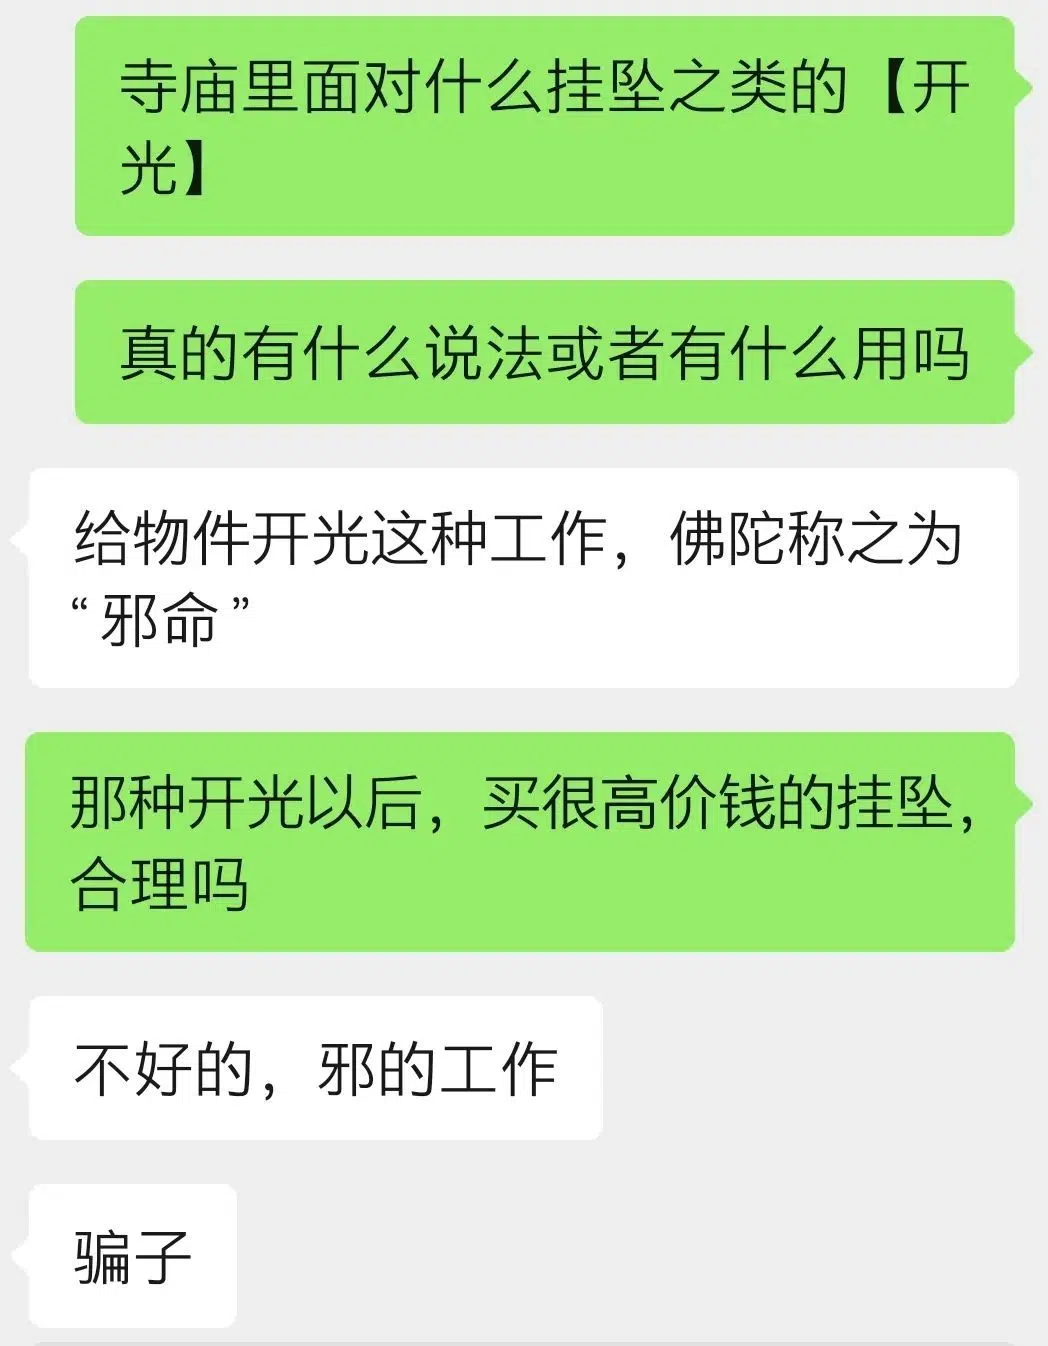 寺庙里面对什么挂坠之类的【开
光】
真的有什么说法或者有什么用吗
给物件开光这种工作，佛陀称之为
“邪命”
那种开光以后，买很高价钱的挂坠，
合理吗
不好的，邪的工作
骗子